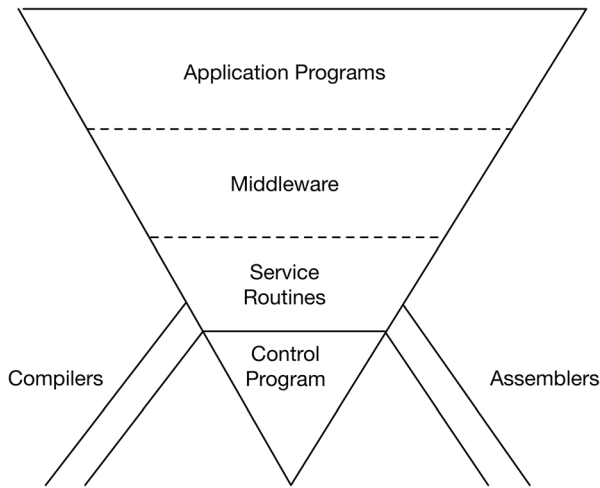 Application Programs
Middleware
Service
Routines
Control
Program
Compilers
Assemblers